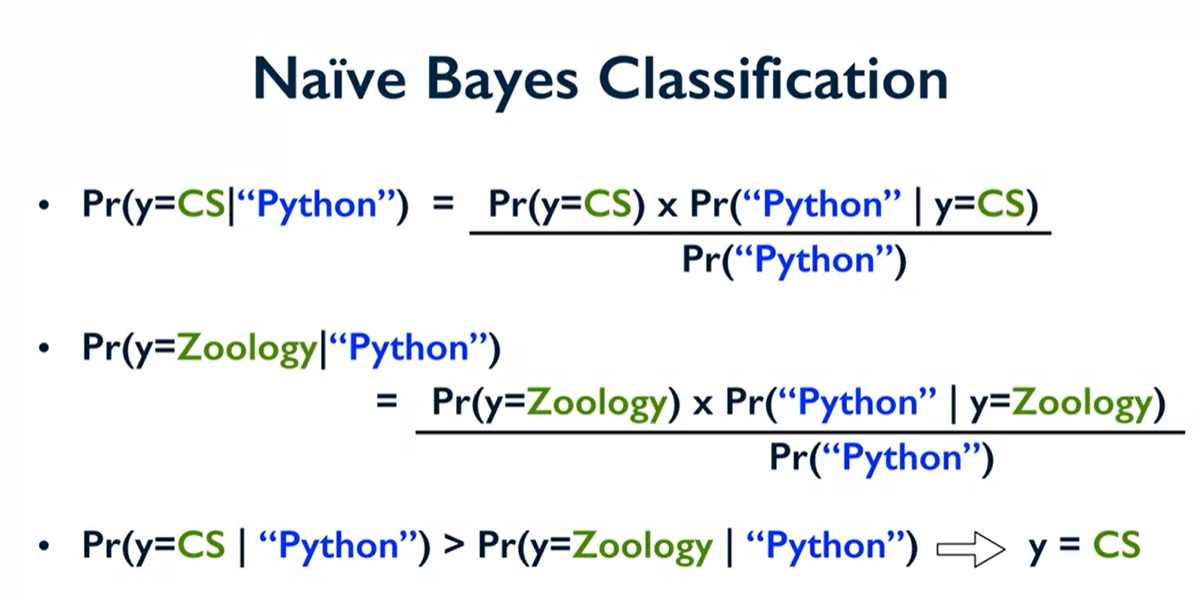 Naïve Bayes Classification
• Pr(y=CS|“Python”) = Pr(y=CS) x Pr(“Python” | y=CS)
Pr(“Python”)
• Pr(y=Zoology|“Python”)
= Pr(y=Zoology) x Pr(“Python” | y=Zoology)
Pr(“Python”)
• Pr(y=CS | “Python”) > Pr(y=Zoology | “Python”) ⇨ y = CS